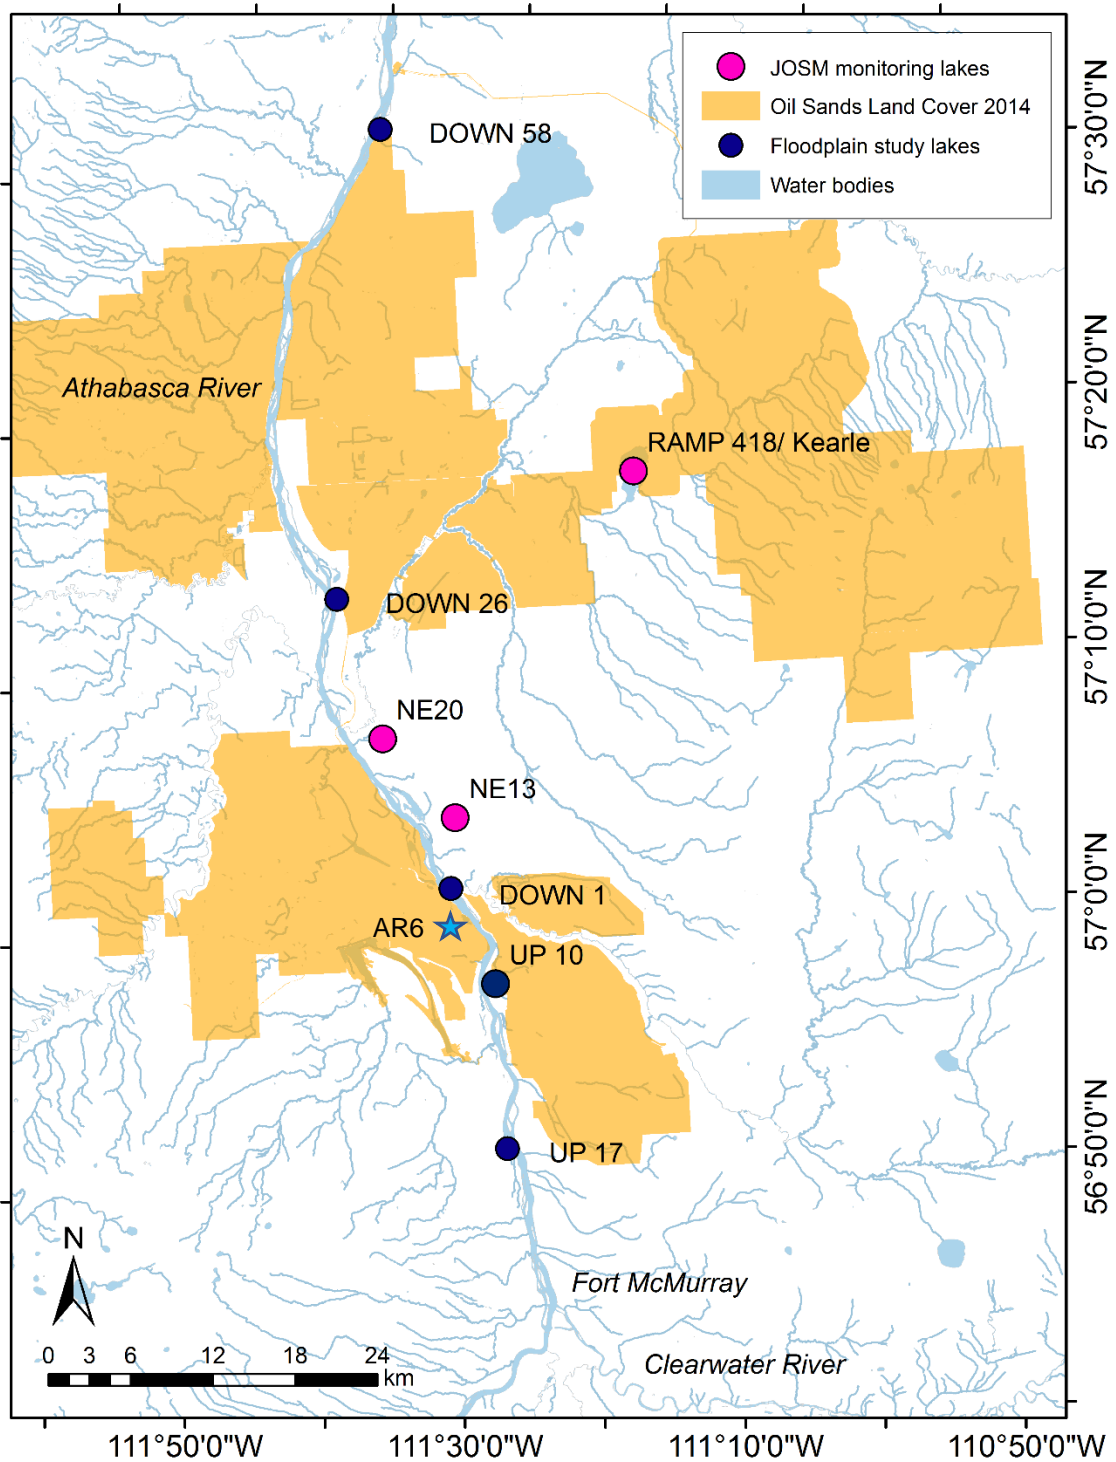 JOSM monitoring lakes
Oil Sands Land Cover 2014
Floodplain study lakes
Water bodies
DOWN 58
57°30'0"N
57°20'0"N
Athabasca River
RAMP 418/ Kearle
DOWN 26
57°10'0"N
NE20
NE13
DOWN 1
57°0'0"N
AR6
UP 10
UP 17
56°50'0"N
N
Fort McMurray
0 3 6 12 18 24
km
Clearwater River
111°50'0"W 111°30'0"W 111°10'0"W 110°50'0"W